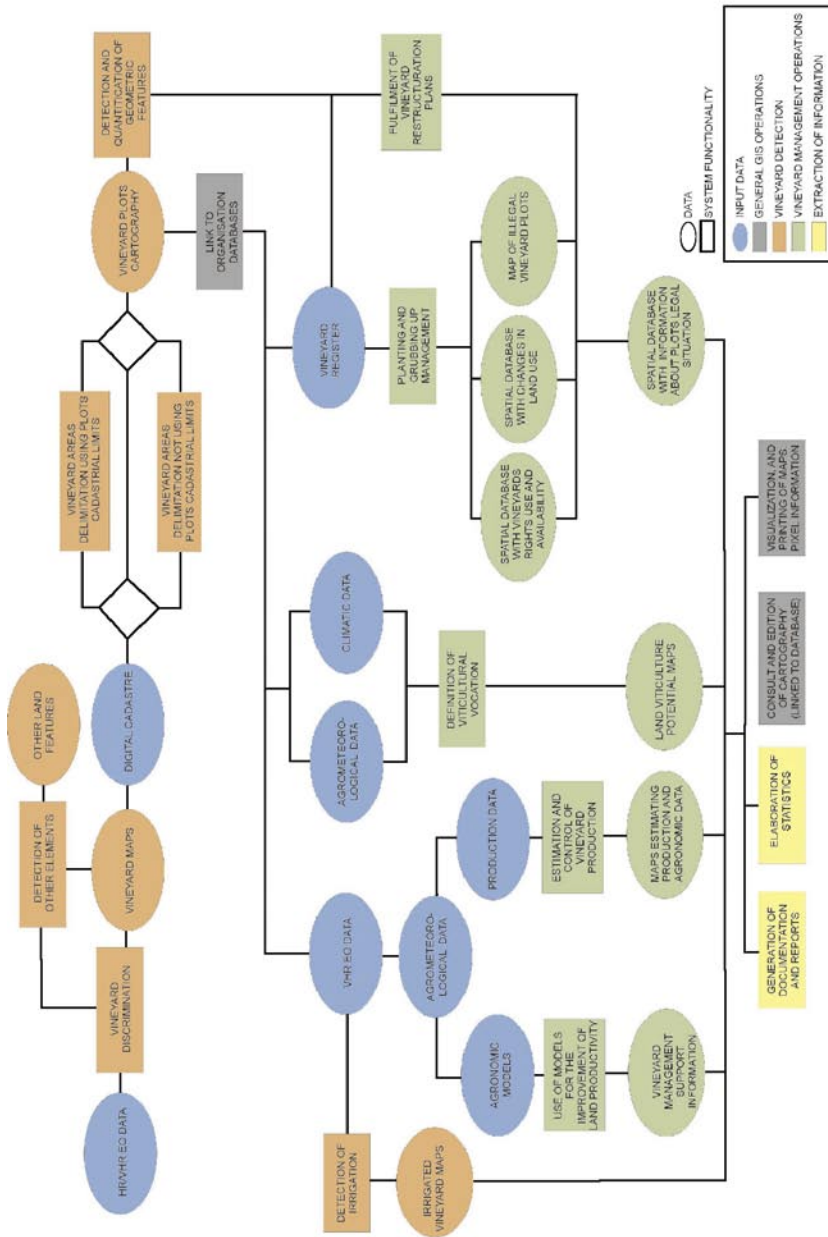 HR/VHR EO DATA
VINEYARD
DISCRIMINATION
DETECTION OF
OTHER ELEMENTS
OTHER LAND
FEATURES
VINEYARD MAPS
DIGITAL CADASTRE
VINEYARD AREAS
DELIMITATION USING PLOTS
CADASTRIAL LIMITS
VINEYARD AREAS
DELIMITATION NOT USING
PLOTS CADASTRIAL LIMITS
VINEYARD PLOTS
CARTOGRAPHY
DETECTION AND
QUANTIFICATION OF
GEOMETRIC
FEATURES
LINK TO
ORGANISATION
DATABASES
DETECTION OF
IRRIGATION
IRRIGATED
VINEYARD MAPS
VHR EO DATA
AGROMETEORO-
LOGICAL DATA
AGRONOMIC
MODELS
PRODUCTION DATA
USE OF MODELS
FOR THE
IMPROVEMENT OF
LAND PRODUCTIVITY
ESTIMATION AND
CONTROL OF
VINEYARD
PRODUCTION
VINEYARD
MANAGEMENT
SUPPORT
INFORMATION
MAPS ESTIMATING
PRODUCTION AND
AGRONOMIC DATA
AGROMETEORO-
LOGICAL DATA
CLIMATIC DATA
DEFINITION OF
VITICULTURAL
VOCATION
LAND VITICULTURE
POTENTIAL MAPS
VINEYARD
REGISTER
PLANTING AND
GRUBBING UP
MANAGEMENT
FULFILMENT OF
VINEYARD
RESTRUCTURATION
PLANS
SPATIAL DATABASE
WITH VINEYARDS
RIGHTS USE AND
AVAILABILITY
SPATIAL DATABASE
WITH CHANGES IN
LAND USE
MAP OF ILLEGAL
VINEYARD PLOTS
SPATIAL DATABASE
WITH INFORMATION
ABOUT PLOTS LEGAL
SITUATION
GENERATION OF
DOCUMENTATION
AND REPORTS
ELABORATION OF
STATISTICS
CONSULT AND EDITION
OF CARTOGRAPHY
(LINKED TO DATABASE)
VISUALIZATION, AND
PRINTING OF MAPS.
PIXEL INFORMATION
DATA
SYSTEM FUNCTIONALITY
INPUT DATA
GENERAL GIS OPERATIONS
VINEYARD DETECTION
VINEYARD MANAGEMENT OPERATIONS
EXTRACTION OF INFORMATION